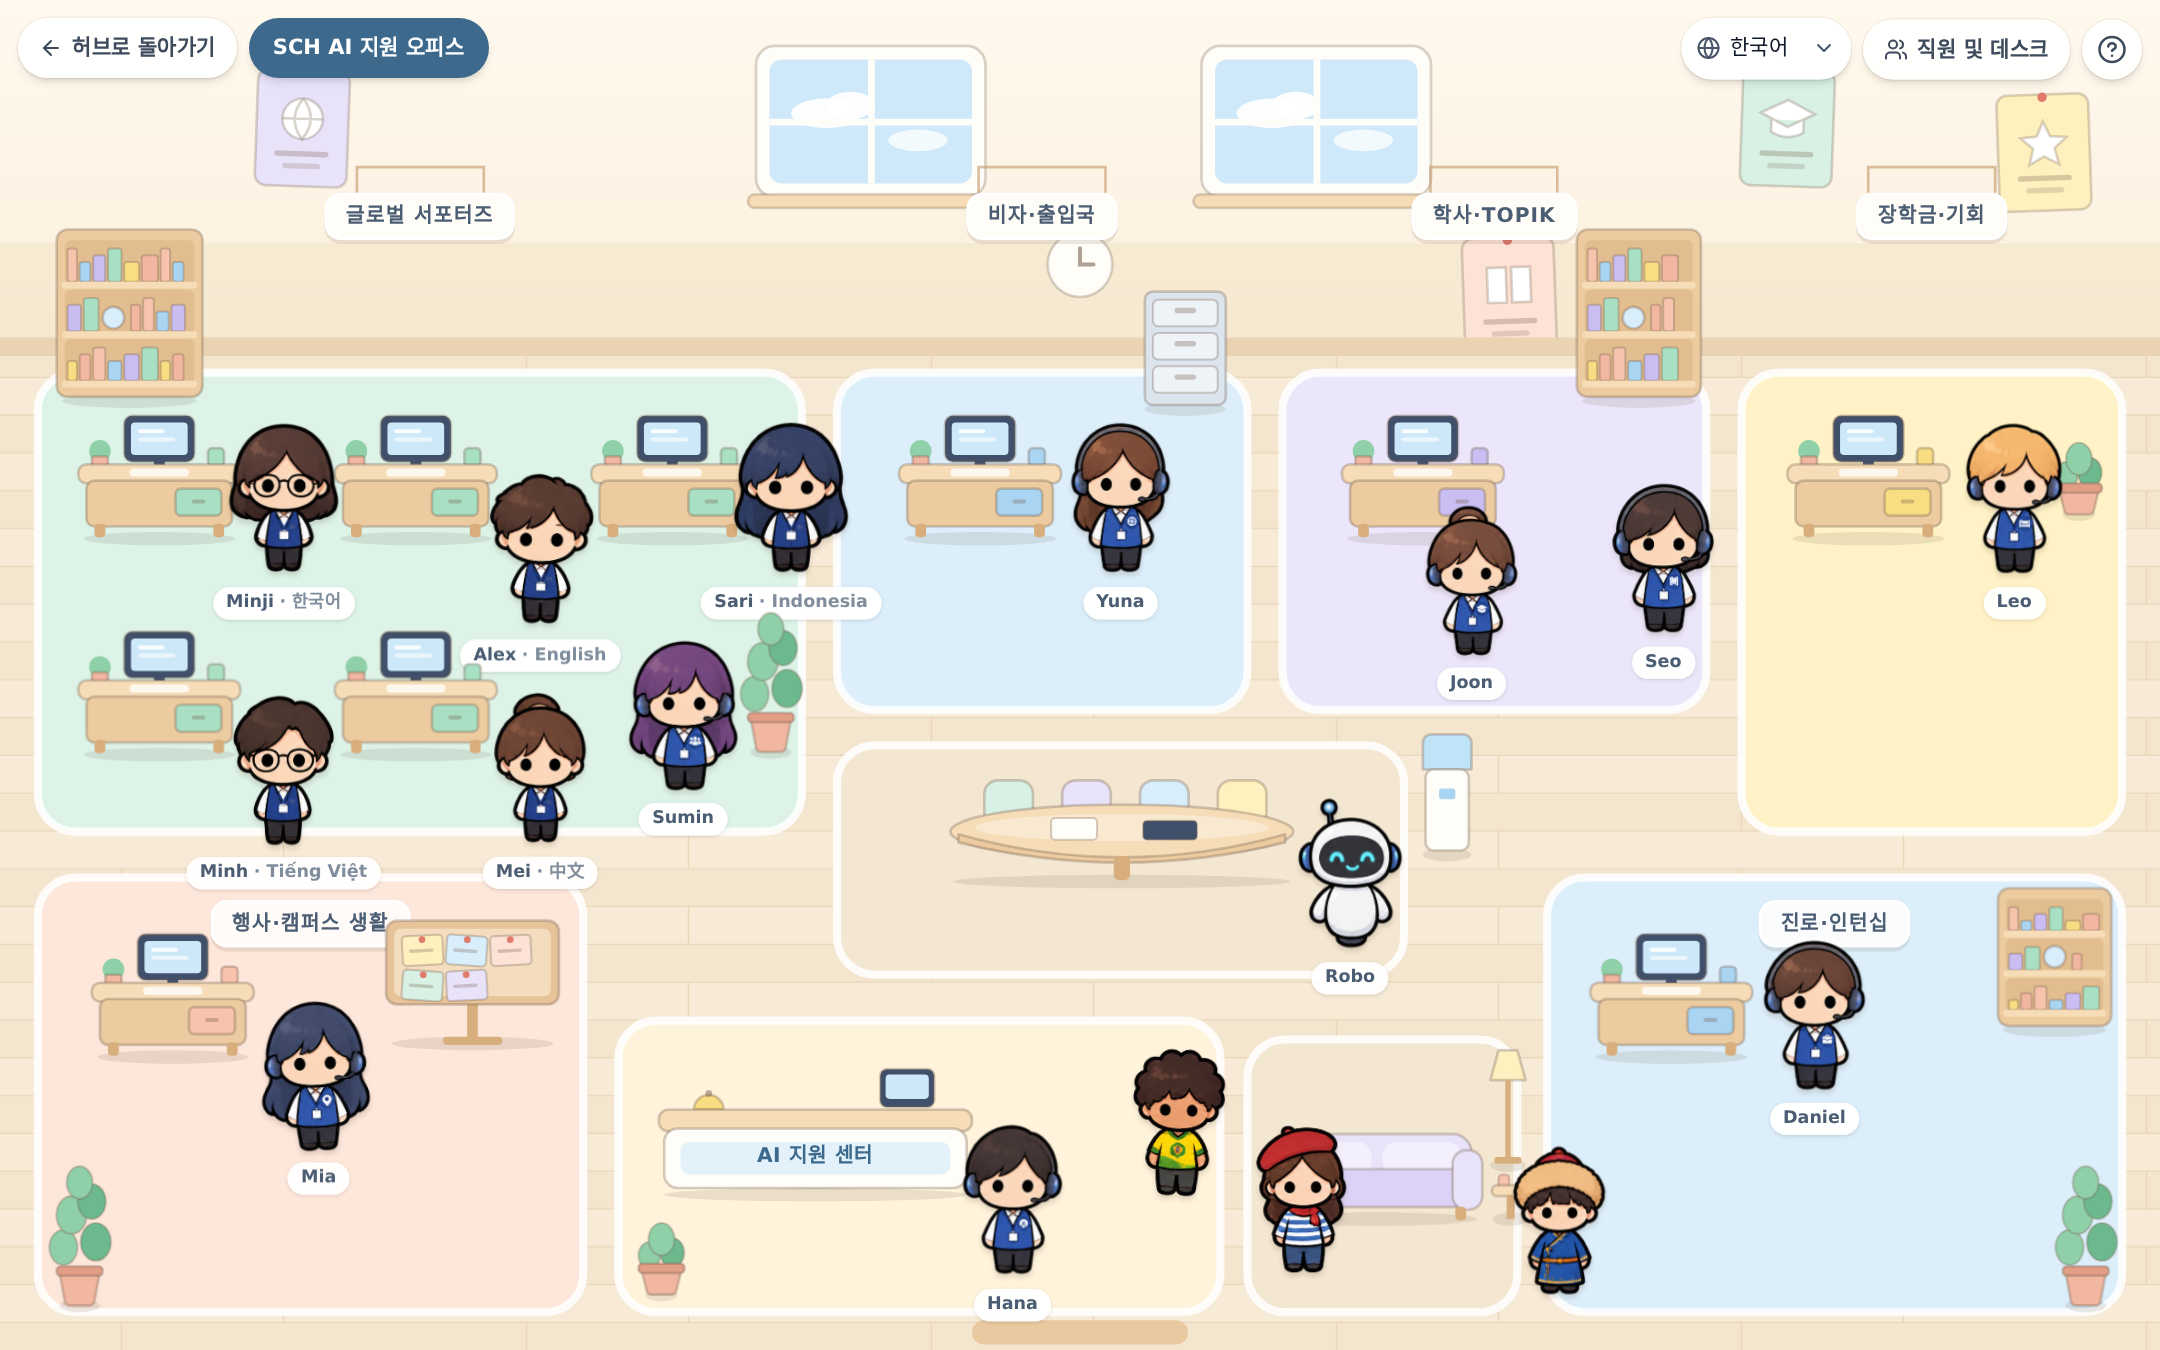 허브로 돌아가기
SCH AI 지원 오피스
한국어
직원 및 데스크
글로벌 서포터즈
비자·출입국
학사·TOPIK
장학금·기회
Minji · 한국어
Alex · English
Sari · Indonesia
Yuna
Joon
Seo
Leo
Minh · Tiếng Việt
Mei · 中文
Sumin
Robo
행사·캠퍼스 생활
진로·인턴십
Mia
AI 지원 센터
Hana
Daniel